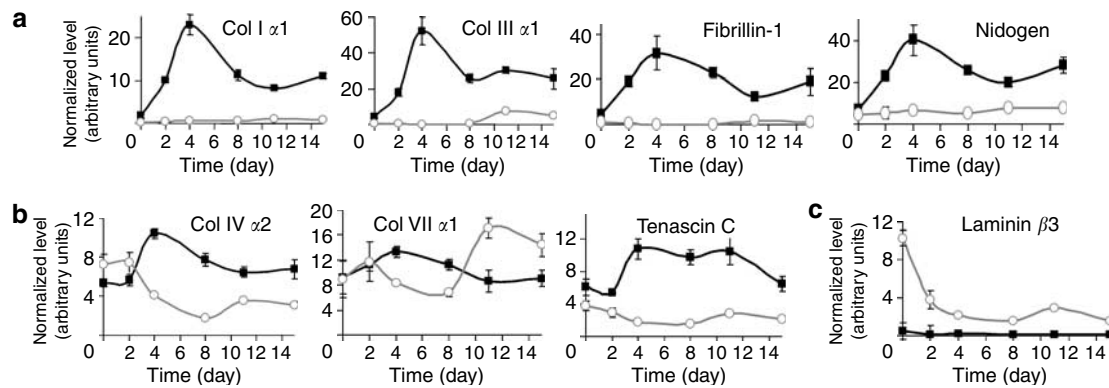 a
Col I α1
Col III α1
Fibrillin-1
Nidogen
Normalized level
(arbitrary units)
20
10
0 2 4 6 8 10 12 14
Time (day)
60
40
20
0 2 4 6 8 10 12 14
Time (day)
40
20
0 2 4 6 8 10 12 14
Time (day)
40
20
0 2 4 6 8 10 12 14
Time (day)
b
Col IV α2
Col VII α1
Tenascin C
Normalized level
(arbitrary units)
12
8
4
0 2 4 6 8 10 12 14
Time (day)
20
16
12
8
4
0 2 4 6 8 10 12 14
Time (day)
12
8
4
0 2 4 6 8 10 12 14
Time (day)
c
Laminin β3
Normalized level
(arbitrary units)
12
8
4
0 2 4 6 8 10 12 14
Time (day)